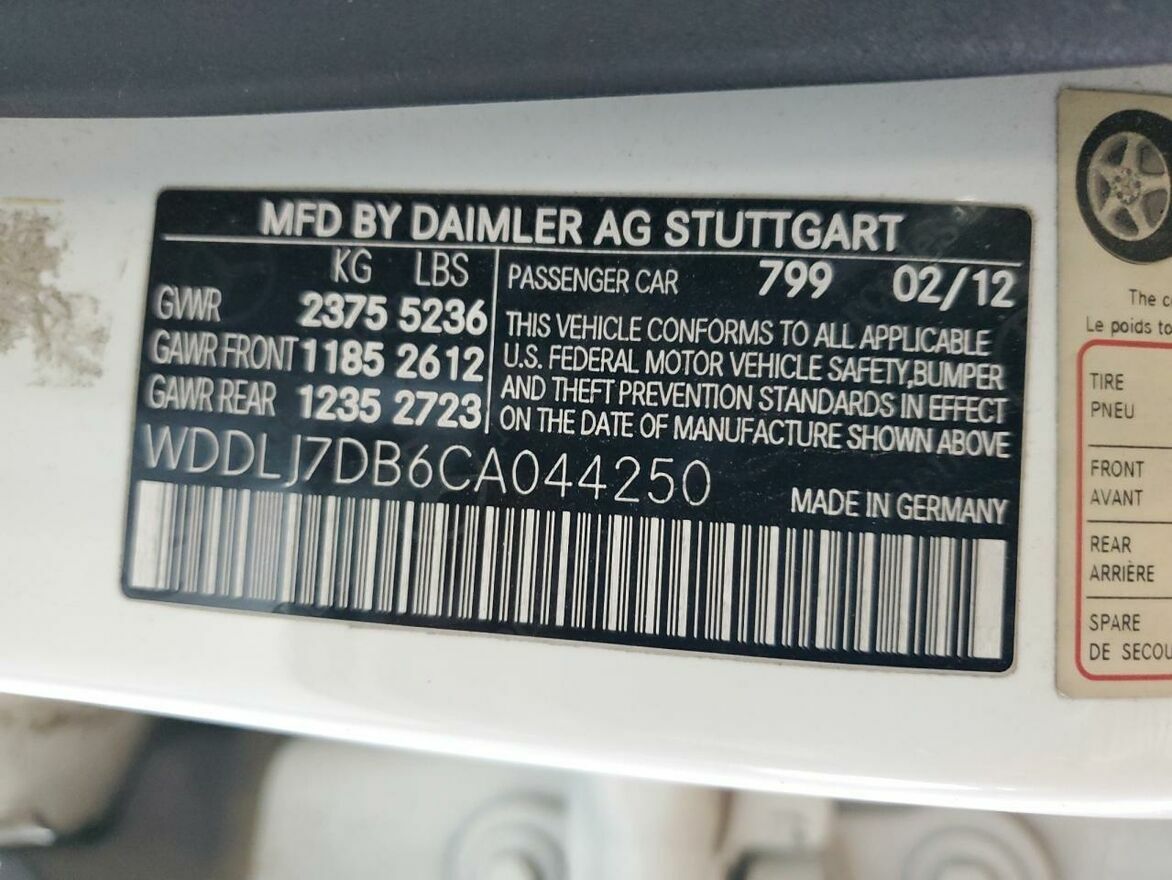 MFD BY DAIMLER AG STUTTGART
KG LBS
GVWR 2375 5236
GAWR FRONT 1185 2612
GAWR REAR 1235 2723
PASSENGER CAR 799 02/12
THIS VEHICLE CONFORMS TO ALL APPLICABLE
U.S. FEDERAL MOTOR VEHICLE SAFETY,BUMPER
AND THEFT PREVENTION STANDARDS IN EFFECT
ON THE DATE OF MANUFACTURE SHOWN ABOVE
WDDLJ7DB6CA044250
MADE IN GERMANY
The
Le poids
TIRE
PNEU
FRONT
AVANT
REAR
ARRIÈRE
SPARE
DE